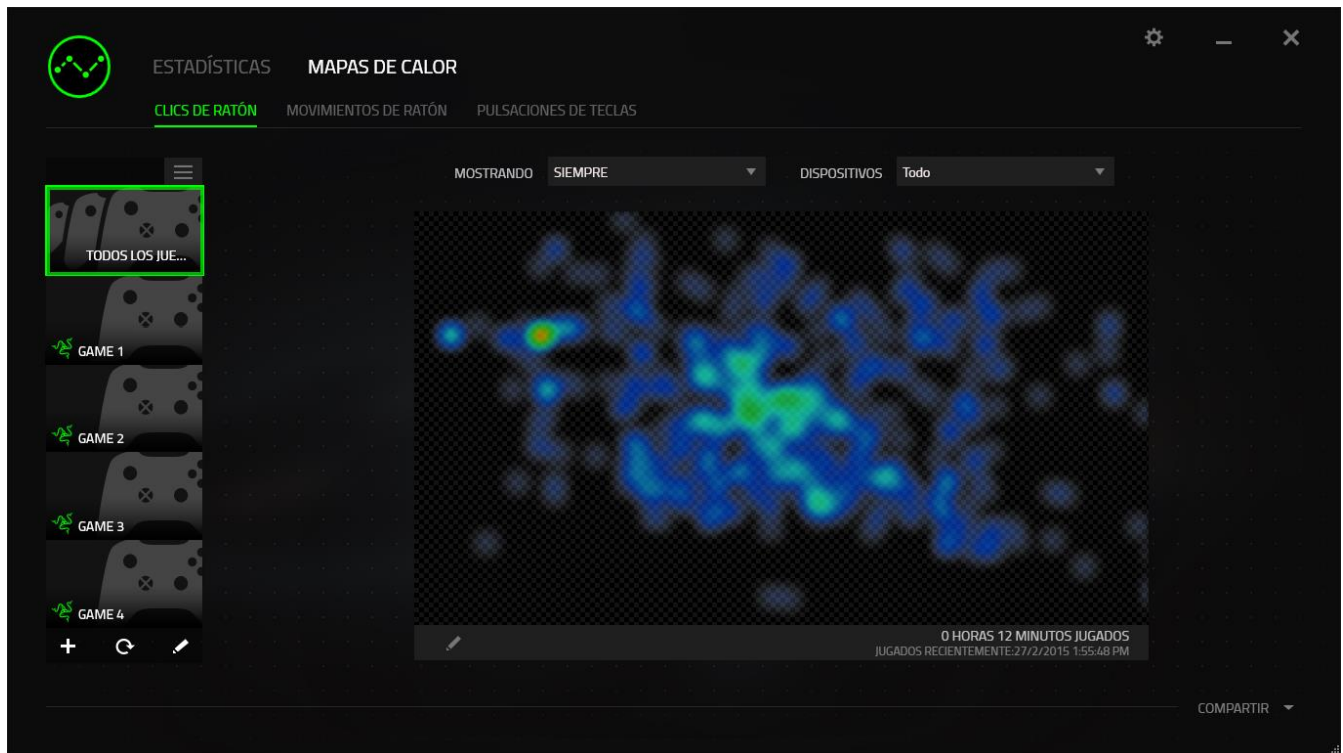 ESTADÍSTICAS MAPAS DE CALOR
CLICS DE RATÓN MOVIMIENTOS DE RATÓN PULSACIONES DE TECLAS
MOSTRANDO SIEMPRE DISPOSITIVOS Todo
TODOS LOS JUE...
GAME 1
GAME 2
GAME 3
GAME 4
0 HORAS 12 MINUTOS JUGADOS
JUGADOS RECIENTEMENTE:27/2/2015 1:55:48 PM
COMPARTIR